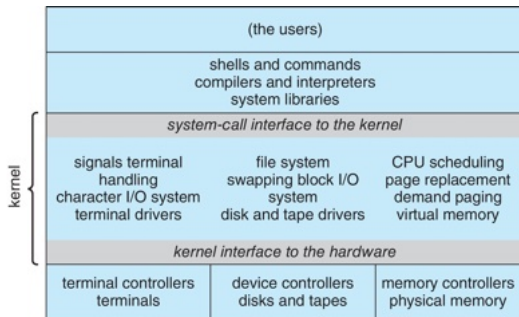 (the users)
shells and commands
compilers and interpreters
system libraries
kernel
system-call interface to the kernel
signals terminal
handling
character I/O system
terminal drivers
file system
swapping block I/O
system
disk and tape drivers
CPU scheduling
page replacement
demand paging
virtual memory
kernel interface to the hardware
terminal controllers
terminals
device controllers
disks and tapes
memory controllers
physical memory